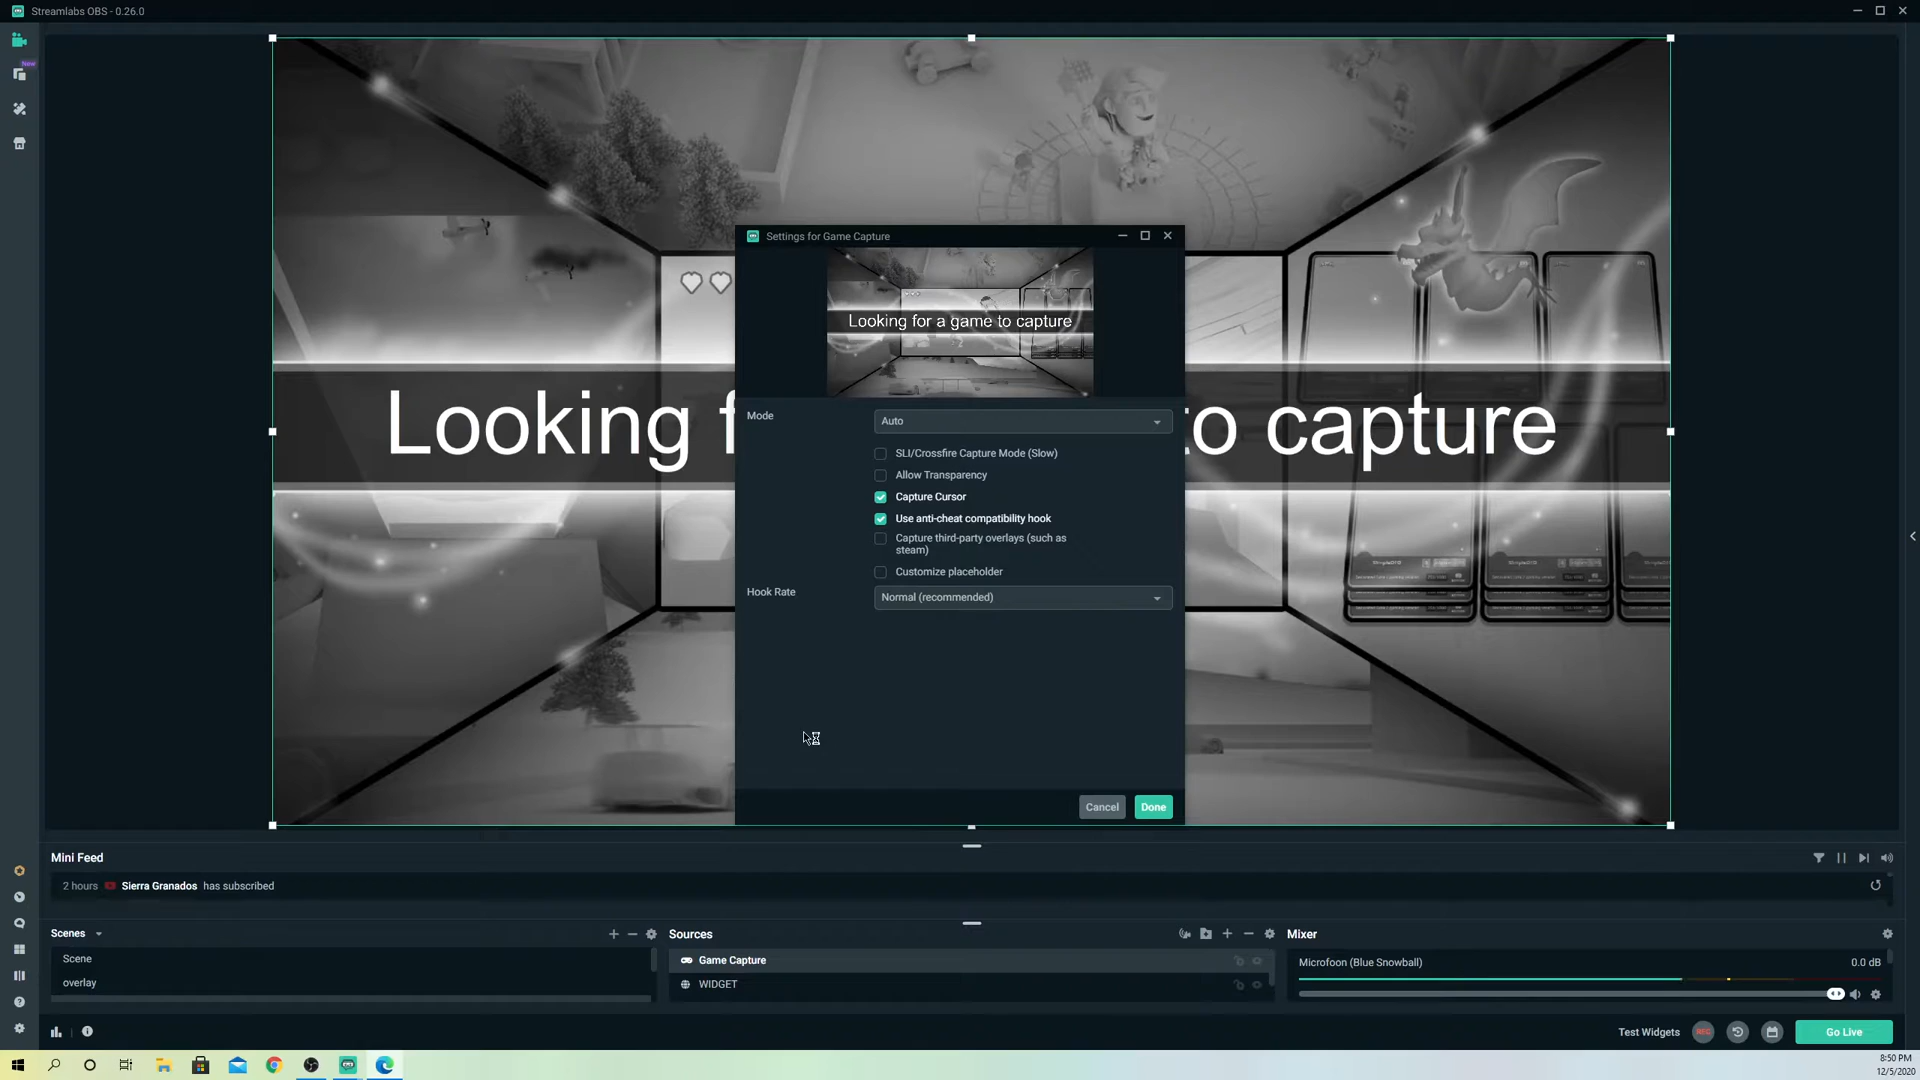 Streamlabs OBS - 0.26.0
New
Looking f
to capture
Settings for Game Capture
Looking for a game to capture
Mode
Auto
SLI/Crossfire Capture Mode (Slow)
Allow Transparency
Capture Cursor
Use anti-cheat compatibility hook
Capture third-party overlays (such as
steam)
Customize placeholder
Hook Rate
Normal (recommended)
Cancel
Done
Mini Feed
2 hours Sierra Granados has subscribed
Scenes
Scene
overlay
Sources
Game Capture
WIDGET
Mixer
Microfoon (Blue Snowball)
0.0 dB
Test Widgets
REC
Go Live
8:50 PM
12/5/2020